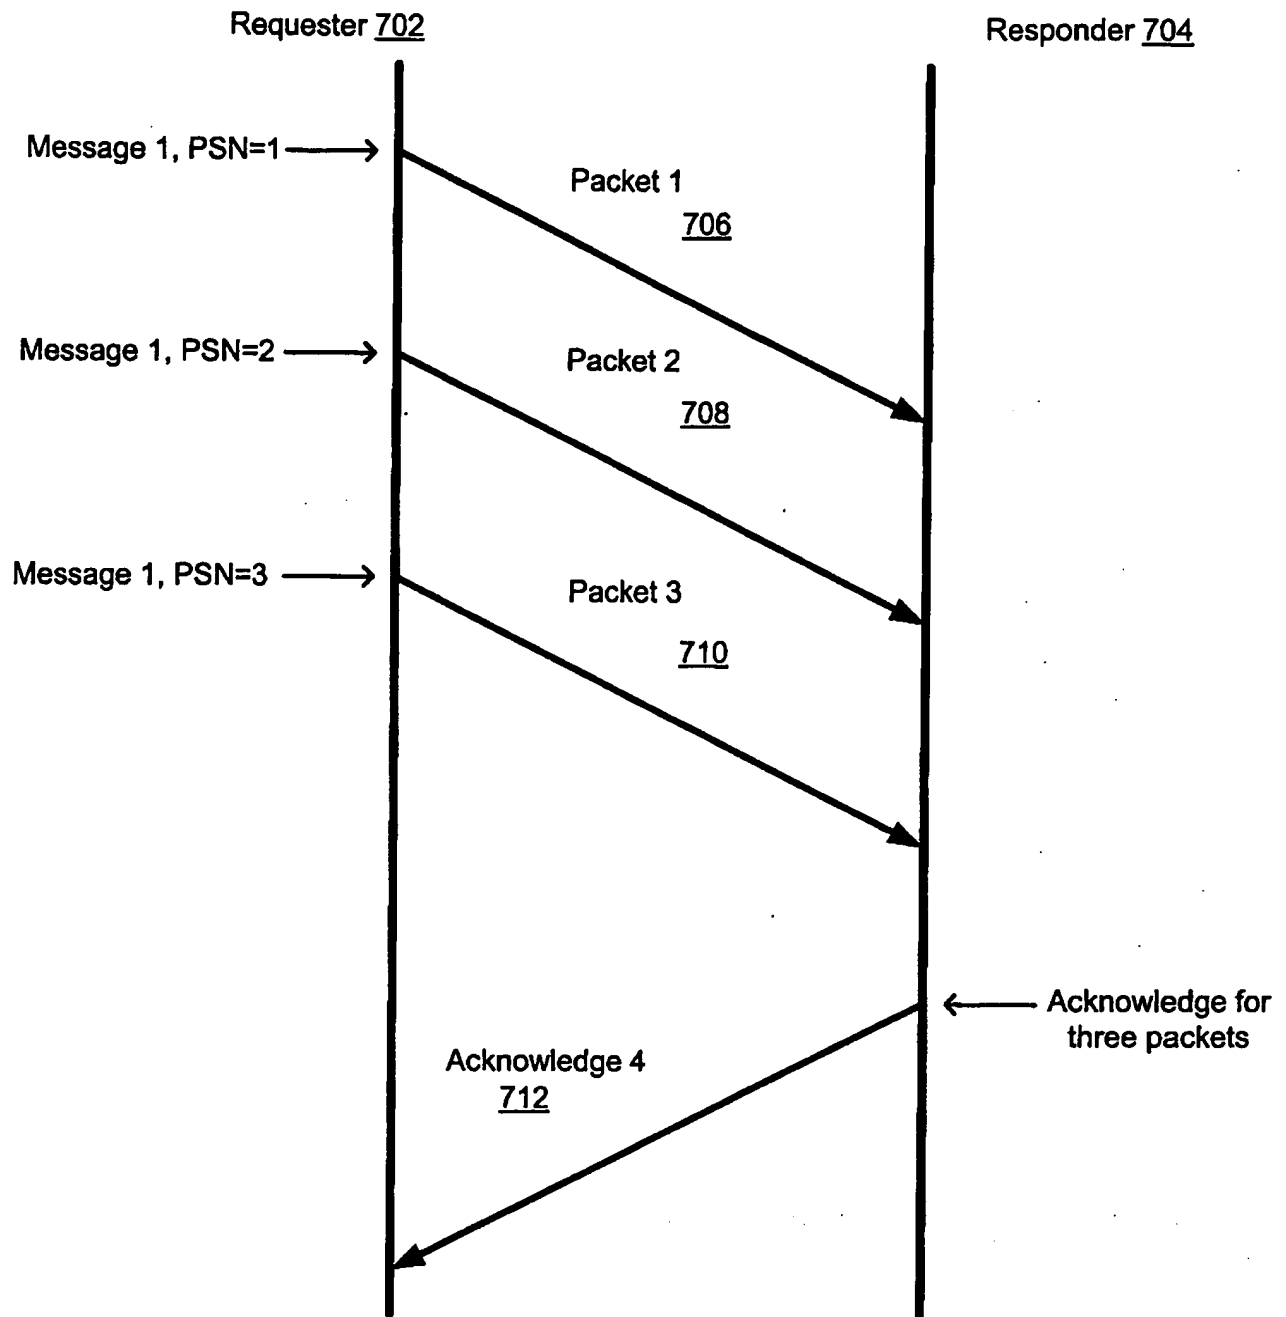 Requester 702
Responder 704
Message 1, PSN=1
Packet 1
706
Message 1, PSN=2
Packet 2
708
Message 1, PSN=3
Packet 3
710
Acknowledge for
three packets
Acknowledge 4
712